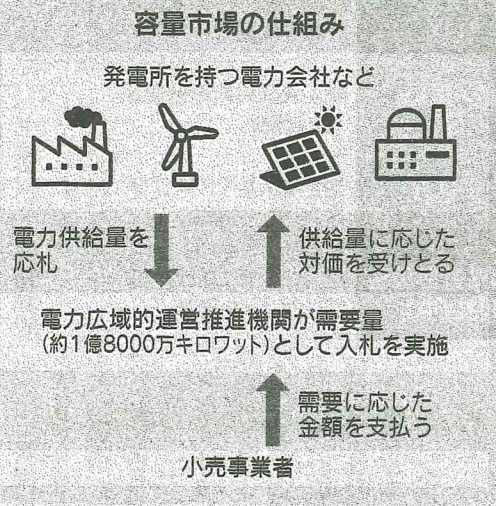 容量市場の仕組み
発電所を持つ電力会社など
電力供給量を
応札
供給量に応じた
対価を受けとる
電力広域的運営推進機関が需要量
(約1億8000万キロワット)として入札を実施
需要に応じた
金額を支払う
小売事業者